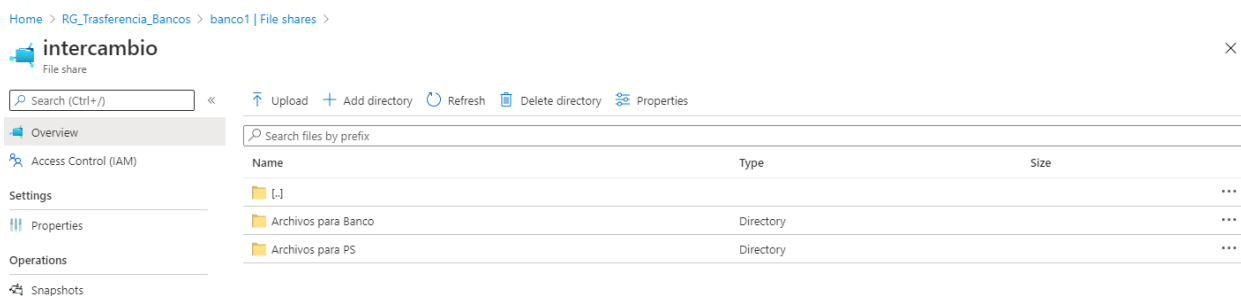 Home > RG_Trasferencia_Bancos > banco1 | File shares >
intercambio
File share
Search (Ctrl+/)
Overview
Access Control (IAM)
Settings
Properties
Operations
Snapshots
Upload Add directory Refresh Delete directory Properties
Search files by prefix
Name Type Size
[..]
Archivos para Banco Directory
Archivos para PS Directory